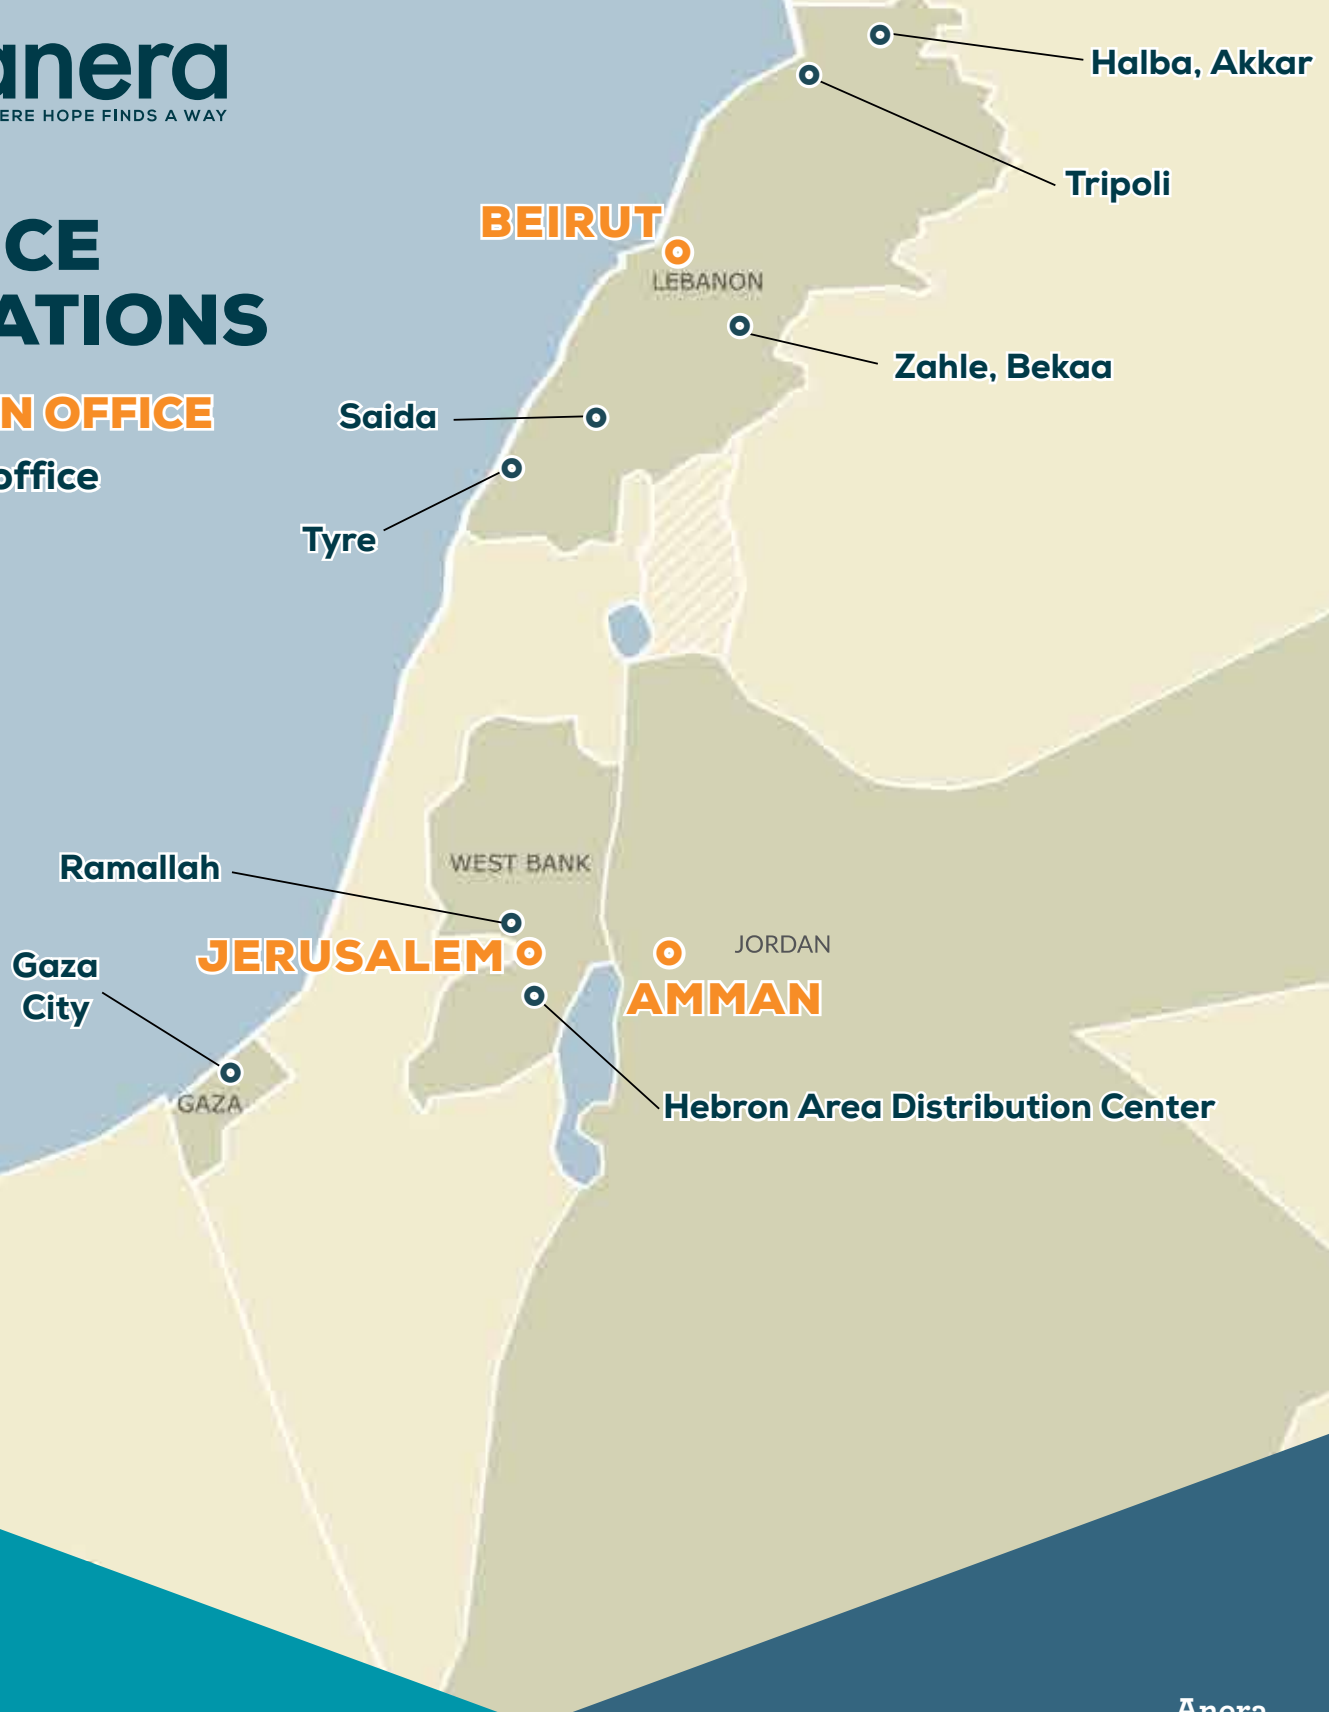 anera
ERE HOPE FINDS A WAY
CE
ATIONS
N OFFICE
office
Halba, Akkar
Tripoli
BEIRUT
LEBANON
Zahle, Bekaa
Saida
Tyre
WEST BANK
Ramallah
JERUSALEM
JORDAN
AMMAN
Gaza
City
GAZA
Hebron Area Distribution Center
Anera